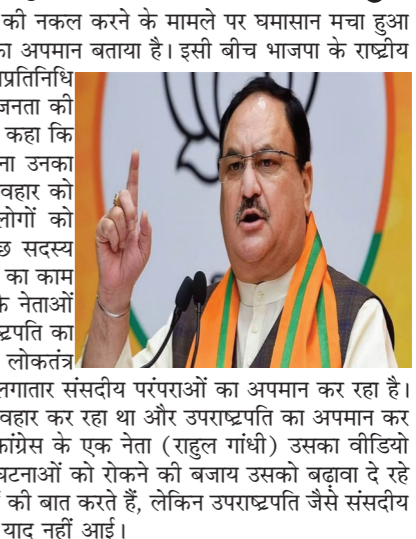 की नकल करने के मामले पर घमासान मचा हुआ
का अपमान बताया है। इसी बीच भाजपा के राष्ट्रीय
प्रतिनिधि
जनता की
कहा कि
ना उनका
वहार को
लोगों को
छ सदस्य
का काम
के नेताओं
ष्ट्रपति का
लोकतंत्र
लगातार संसदीय परंपराओं का अपमान कर रहा है।
वहार कर रहा था और उपराष्ट्रपति का अपमान कर
कांग्रेस के एक नेता (राहुल गांधी) उसका वीडियो
घटनाओं को रोकने की बजाय उसको बढ़ावा दे रहे
की बात करते हैं, लेकिन उपराष्ट्रपति जैसे संसदीय
याद नहीं आई।